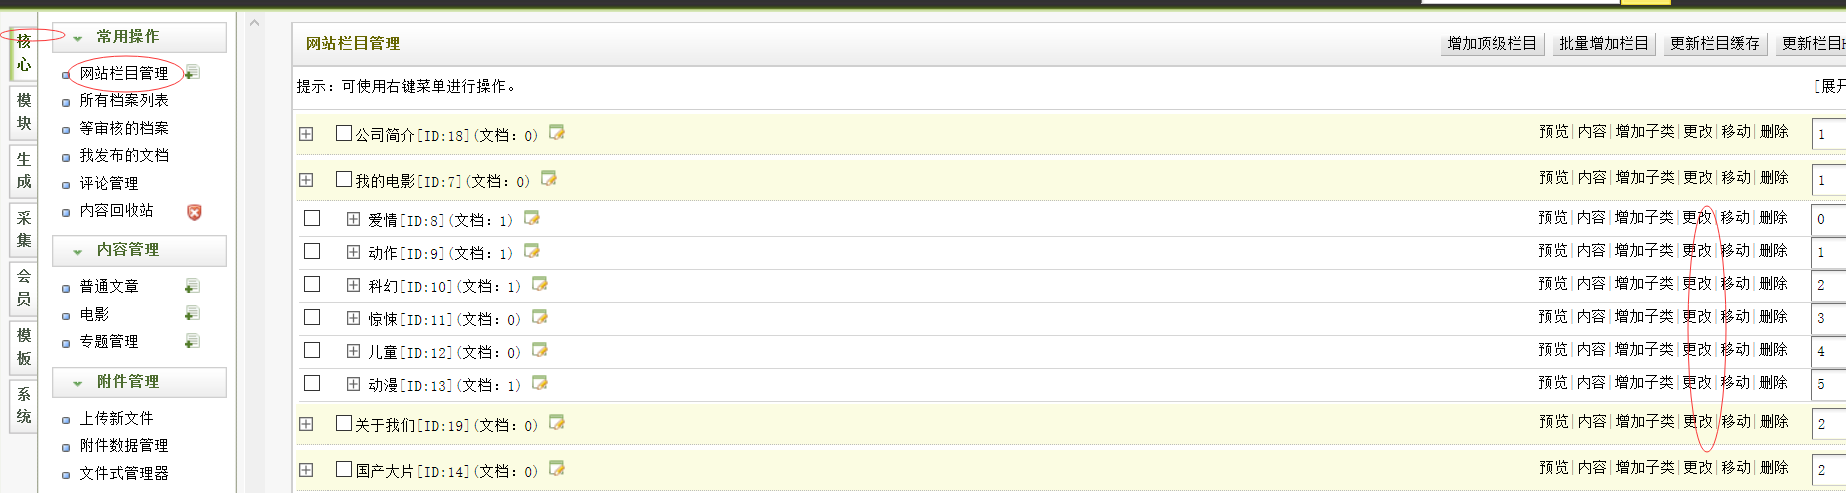 核心
模块
生成
采集
会员
模板
系统
常用操作
网站栏目管理
所有档案列表
等审核的档案
我发布的文档
评论管理
内容回收站
内容管理
普通文章
电影
专题管理
附件管理
上传新文件
附件数据管理
文件式管理器
网站栏目管理 增加顶级栏目 批量增加栏目 更新栏目缓存 更新栏目
提示：可使用右键菜单进行操作。 [展开
公司简介[ID:18](文档：0) 预览|内容|增加子类|更改|移动|删除 1
我的电影[ID:7](文档：0) 预览|内容|增加子类|更改|移动|删除 1
爱情[ID:8](文档：1) 预览|内容|增加子类|更改|移动|删除 0
动作[ID:9](文档：1) 预览|内容|增加子类|更改|移动|删除 1
科幻[ID:10](文档：1) 预览|内容|增加子类|更改|移动|删除 2
惊悚[ID:11](文档：0) 预览|内容|增加子类|更改|移动|删除 3
儿童[ID:12](文档：0) 预览|内容|增加子类|更改|移动|删除 4
动漫[ID:13](文档：1) 预览|内容|增加子类|更改|移动|删除 5
关于我们[ID:19](文档：0) 预览|内容|增加子类|更改|移动|删除 2
国产大片[ID:14](文档：0) 预览|内容|增加子类|更改|移动|删除 2